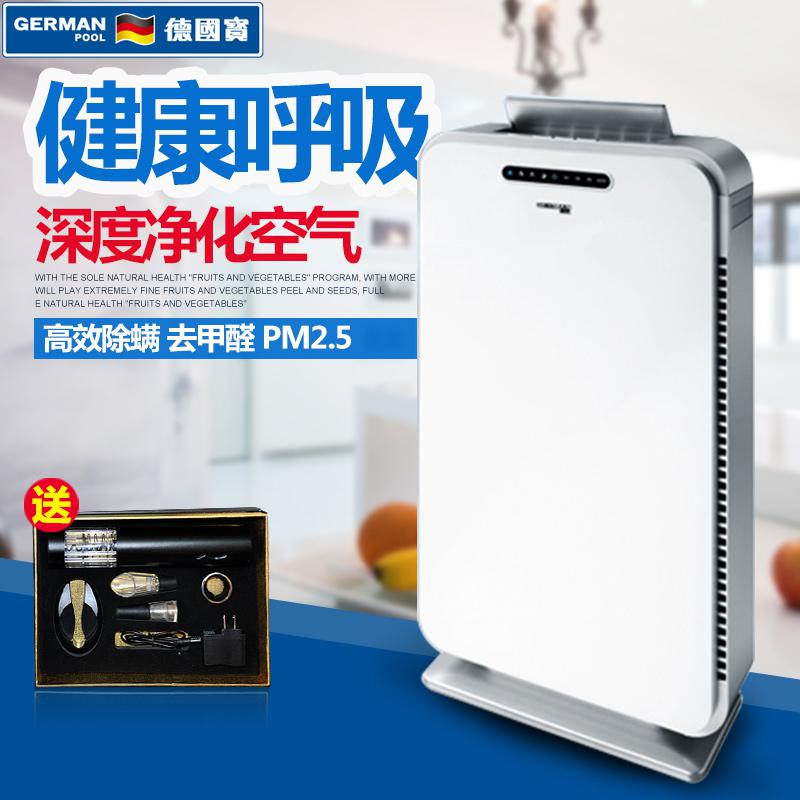 GERMAN
POOL
德國寳
健康呼吸
深度净化空气
WITH THE SOLE NATURAL HEALTH "FRUITS AND VEGETABLES" PROGRAM, WITH MORE
WILL PLAY EXTREMELY FINE FRUITS AND VEGETABLES PEEL AND SEEDS, FULL
E NATURAL HEALTH "FRUITS AND VEGETABLES"
高效除螨 去甲醛 PM2.5
送